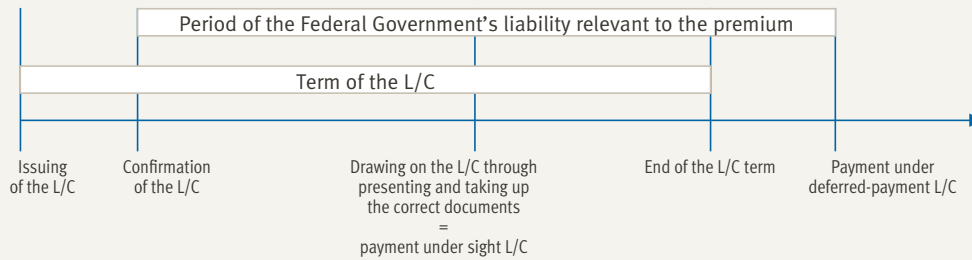 Period of the Federal Government's liability relevant to the premium
Term of the L/C
Issuing
of the L/C
Confirmation
of the L/C
Drawing on the L/C through
presenting and taking up
the correct documents
=
payment under sight L/C
End of the L/C term
Payment under
deferred-payment L/C